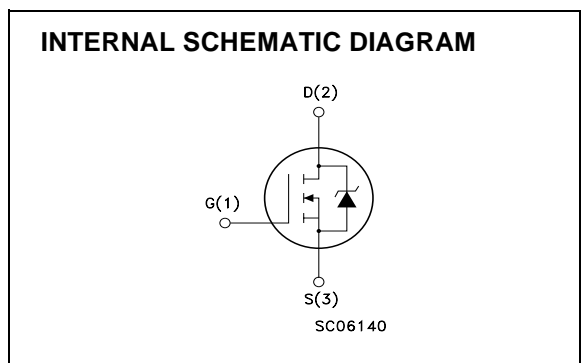 INTERNAL SCHEMATIC DIAGRAM
D(2)
G(1)
S(3)
SC06140